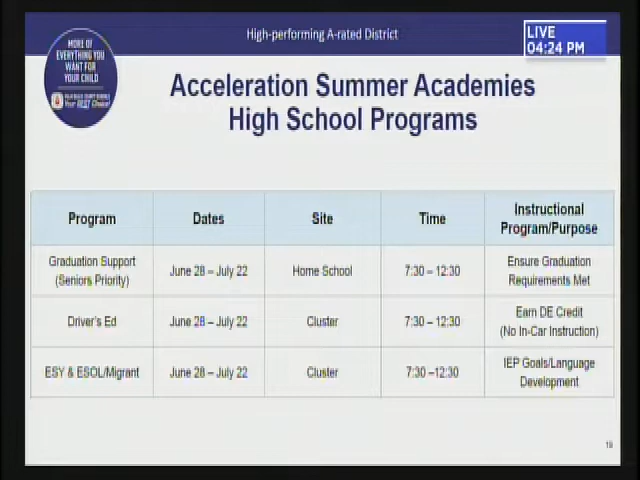 High-performing A-rated District
LIVE
04:24 PM
MORE OF
EVERYTHING YOU
WANT FOR
YOUR CHILD
Your BEST Choice!
Acceleration Summer Academies
High School Programs
Program Dates Site Time Instructional Program/Purpose
Graduation Support (Seniors Priority) June 28 – July 22 Home School 7:30 – 12:30 Ensure Graduation Requirements Met
Driver's Ed June 28 – July 22 Cluster 7:30 – 12:30 Earn DE Credit (No In-Car Instruction)
ESY & ESOL/Migrant June 28 – July 22 Cluster 7:30 –12:30 IEP Goals/Language Development